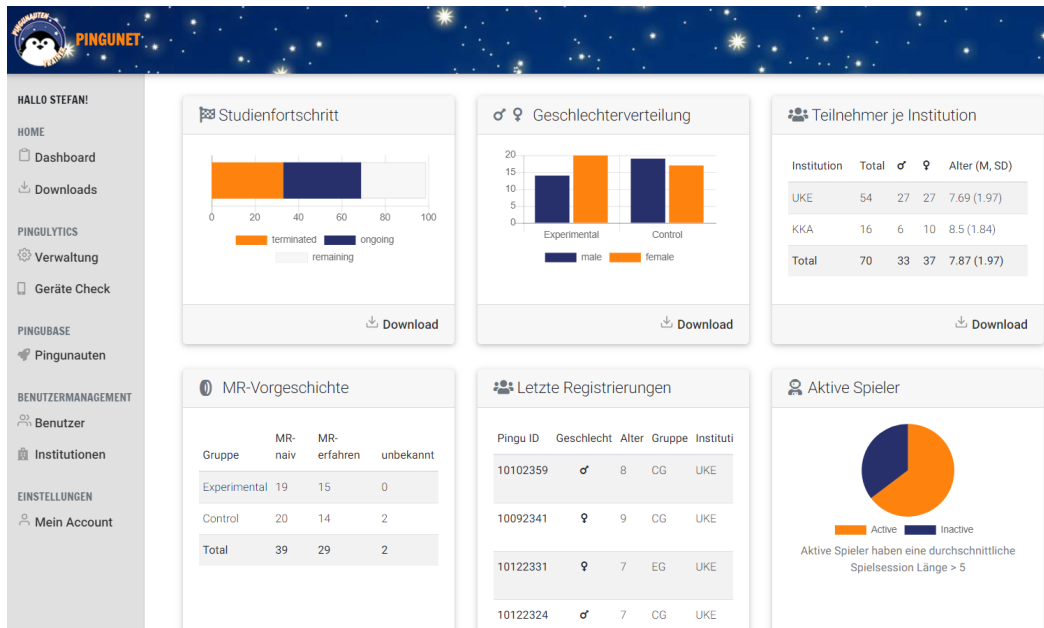 PINGUNAUTEN
TRAINER
PINGUNET
HALLO STEFAN!
HOME
Dashboard
Downloads
PINGULYTICS
Verwaltung
Geräte Check
PINGUBASE
Pingunauten
BENUTZERMANAGEMENT
Benutzer
Institutionen
EINSTELLUNGEN
Mein Account
Studienfortschritt
0 20 40 60 80 100
terminated ongoing
remaining
Download
♂ ♀ Geschlechterverteilung
20
15
10
5
0
Experimental Control
male female
Download
Teilnehmer je Institution
Institution Total ♂ ♀ Alter (M, SD)
UKE 54 27 27 7.69 (1.97)
KKA 16 6 10 8.5 (1.84)
Total 70 33 37 7.87 (1.97)
Download
MR-Vorgeschichte
MR- MR-
Gruppe naiv erfahren unbekannt
Experimental 19 15 0
Control 20 14 2
Total 39 29 2
Letzte Registrierungen
Pingu ID Geschlecht Alter Gruppe Instituti
10102359 ♂ 8 CG UKE
10092341 ♀ 9 CG UKE
10122331 ♀ 7 EG UKE
10122324 ♂ 7 CG UKE
Aktive Spieler
Active Inactive
Aktive Spieler haben eine durchschnittliche
Spielsession Länge > 5